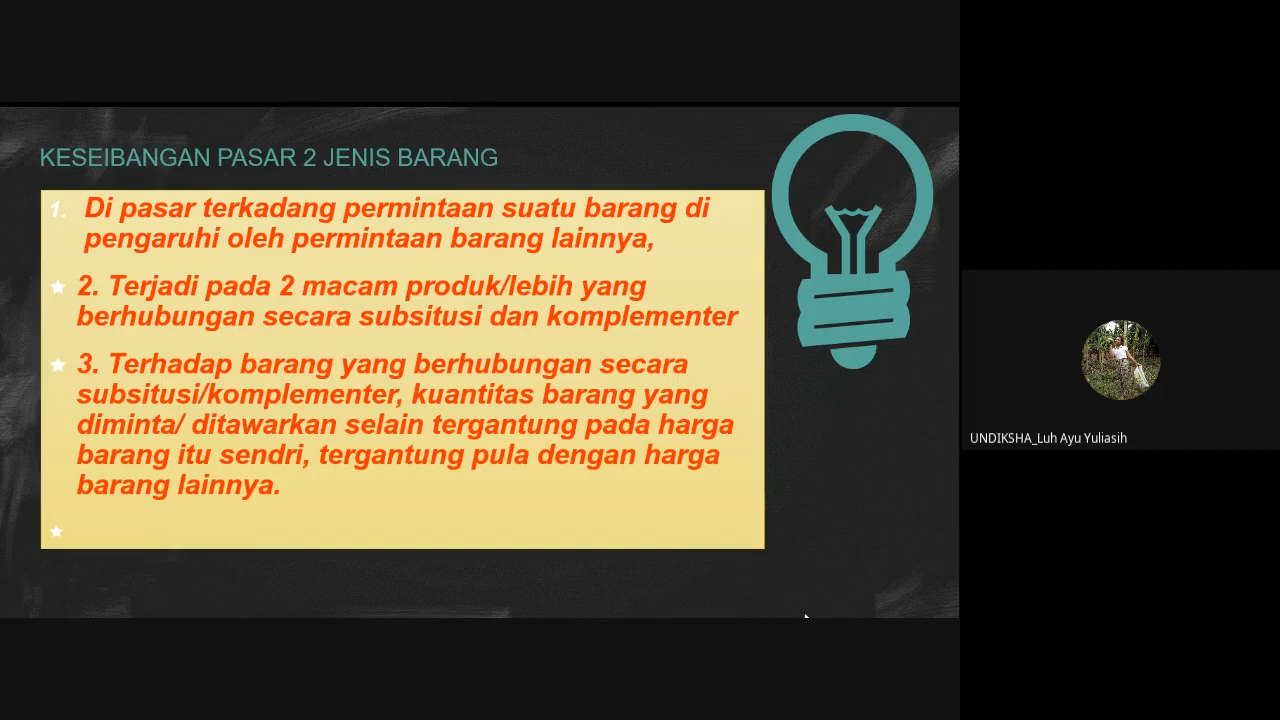 KESEIBANGAN PASAR 2 JENIS BARANG
1. Di pasar terkadang permintaan suatu barang di
pengaruhi oleh permintaan barang lainnya,
2. Terjadi pada 2 macam produk/lebih yang
berhubungan secara subsitusi dan komplementer
3. Terhadap barang yang berhubungan secara
subsitusi/komplementer, kuantitas barang yang
diminta/ ditawarkan selain tergantung pada harga
barang itu sendri, tergantung pula dengan harga
barang lainnya.
UNDIKSHA_Luh Ayu Yuliasih